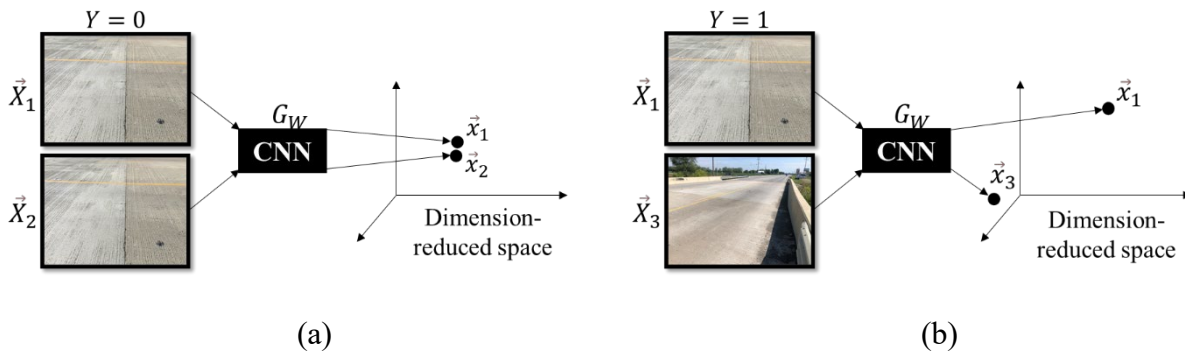 Y = 0
X⃗₁
X⃗₂
G_W
CNN
x⃗₁
x⃗₂
Dimension-
reduced space
(a)
Y = 1
X⃗₁
X⃗₃
G_W
CNN
x⃗₁
x⃗₃
Dimension-
reduced space
(b)